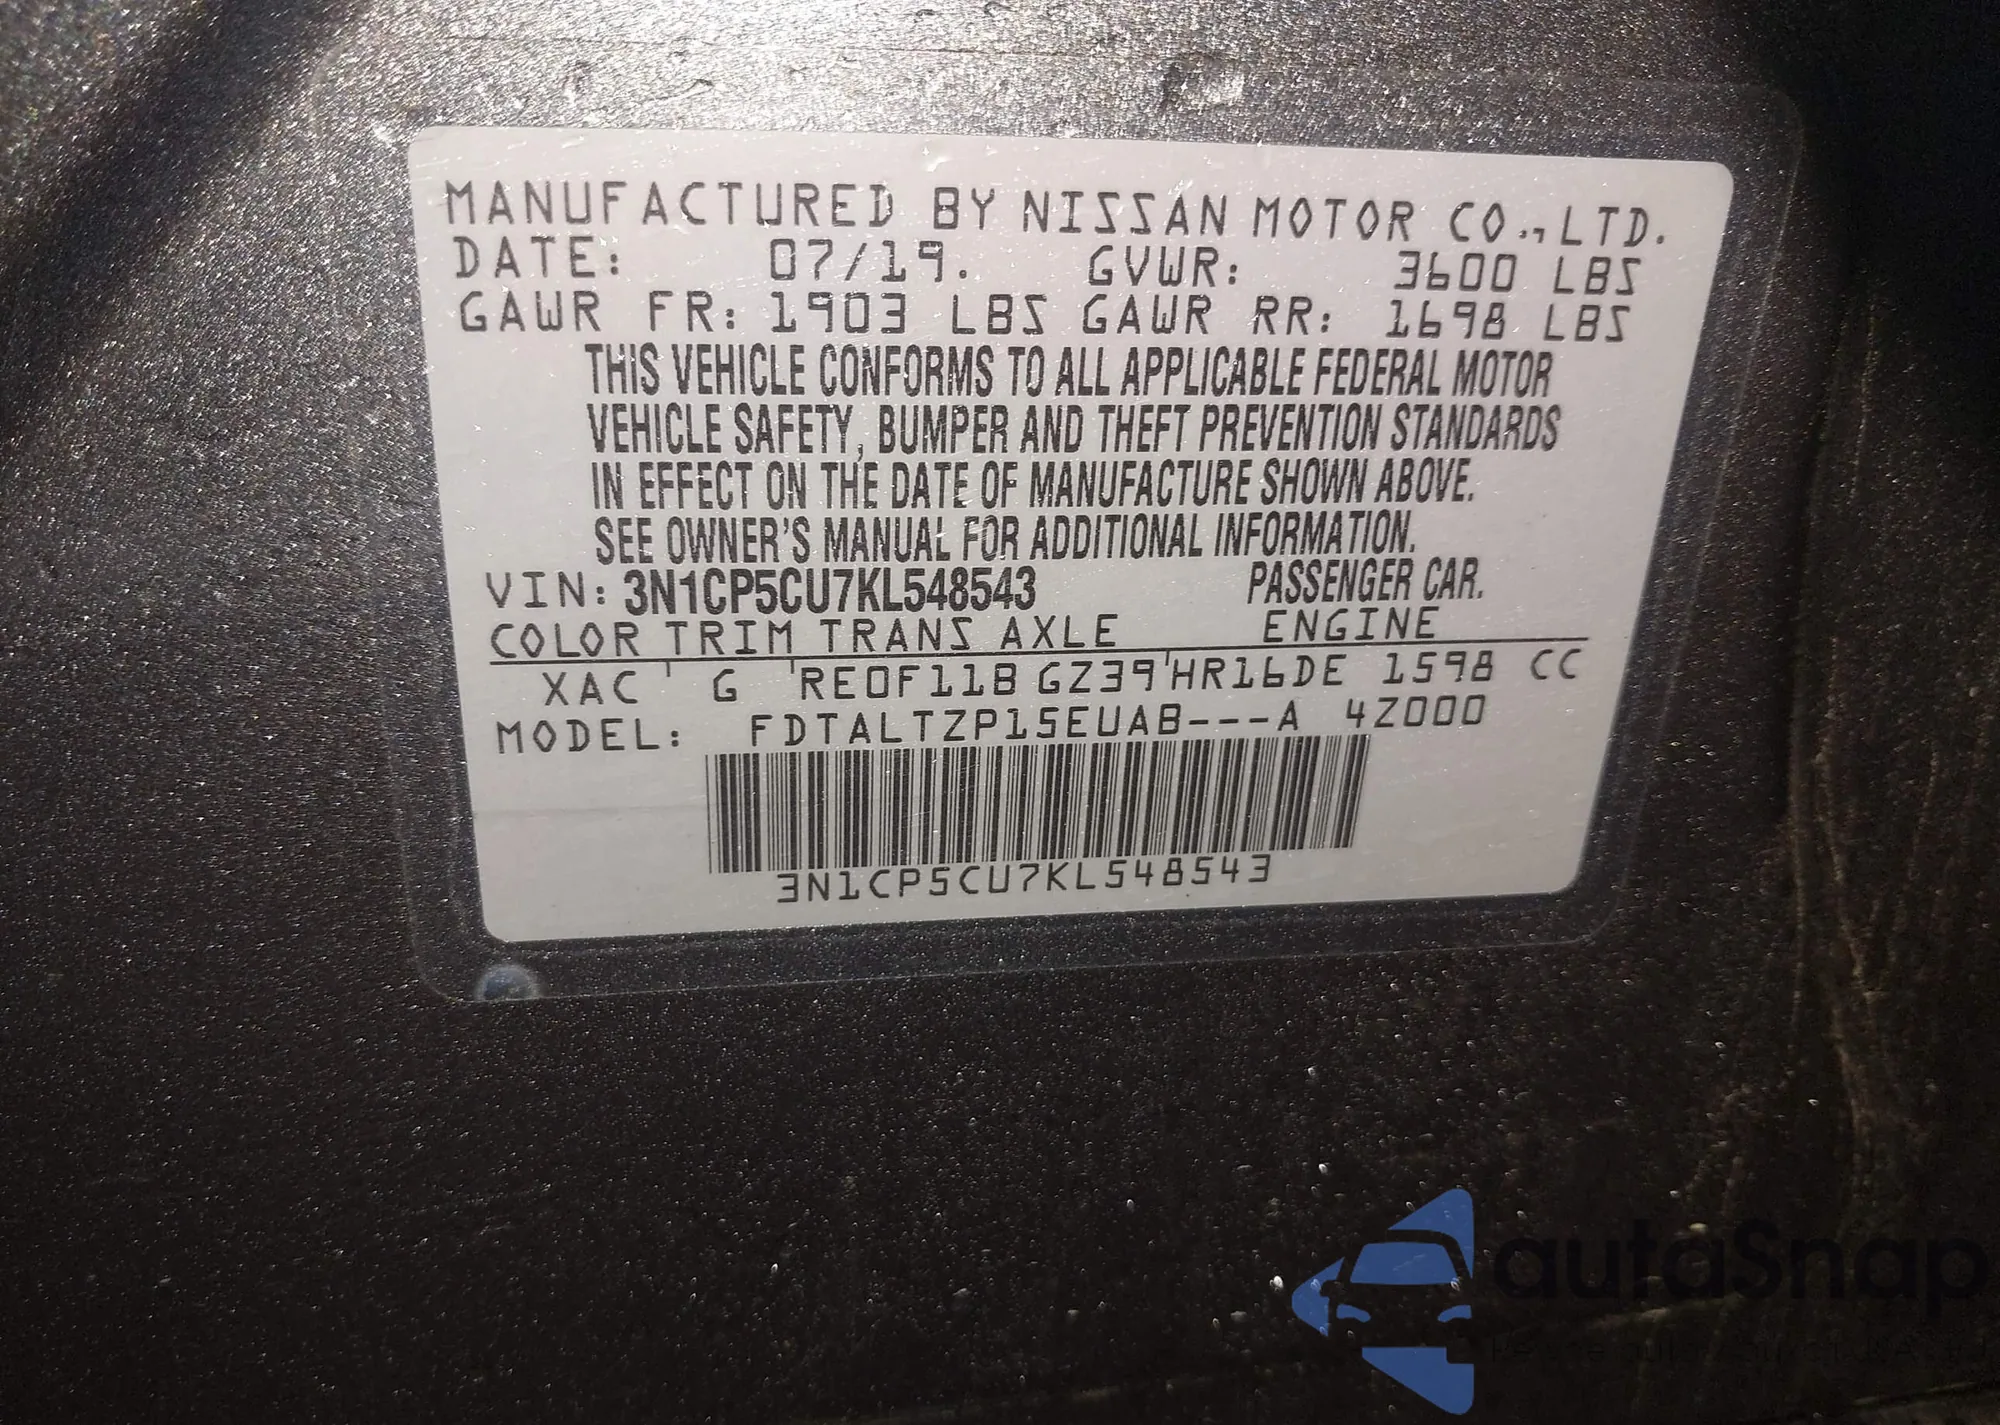 MANUFACTURED BY NISSAN MOTOR CO.,LTD.
DATE: 07/19. GVWR: 3600 LBS
GAWR FR: 1903 LBS GAWR RR: 1698 LBS
THIS VEHICLE CONFORMS TO ALL APPLICABLE FEDERAL MOTOR
VEHICLE SAFETY, BUMPER AND THEFT PREVENTION STANDARDS
IN EFFECT ON THE DATE OF MANUFACTURE SHOWN ABOVE.
SEE OWNER'S MANUAL FOR ADDITIONAL INFORMATION.
VIN: 3N1CP5CU7KL548543 PASSENGER CAR.
COLOR TRIM TRANS AXLE ENGINE
XAC G RE0F11B GZ39 HR16DE 1598 CC
MODEL: FDTALTZP15EUAB---A 4Z000
3N1CP5CU7KL548543
autaSnap